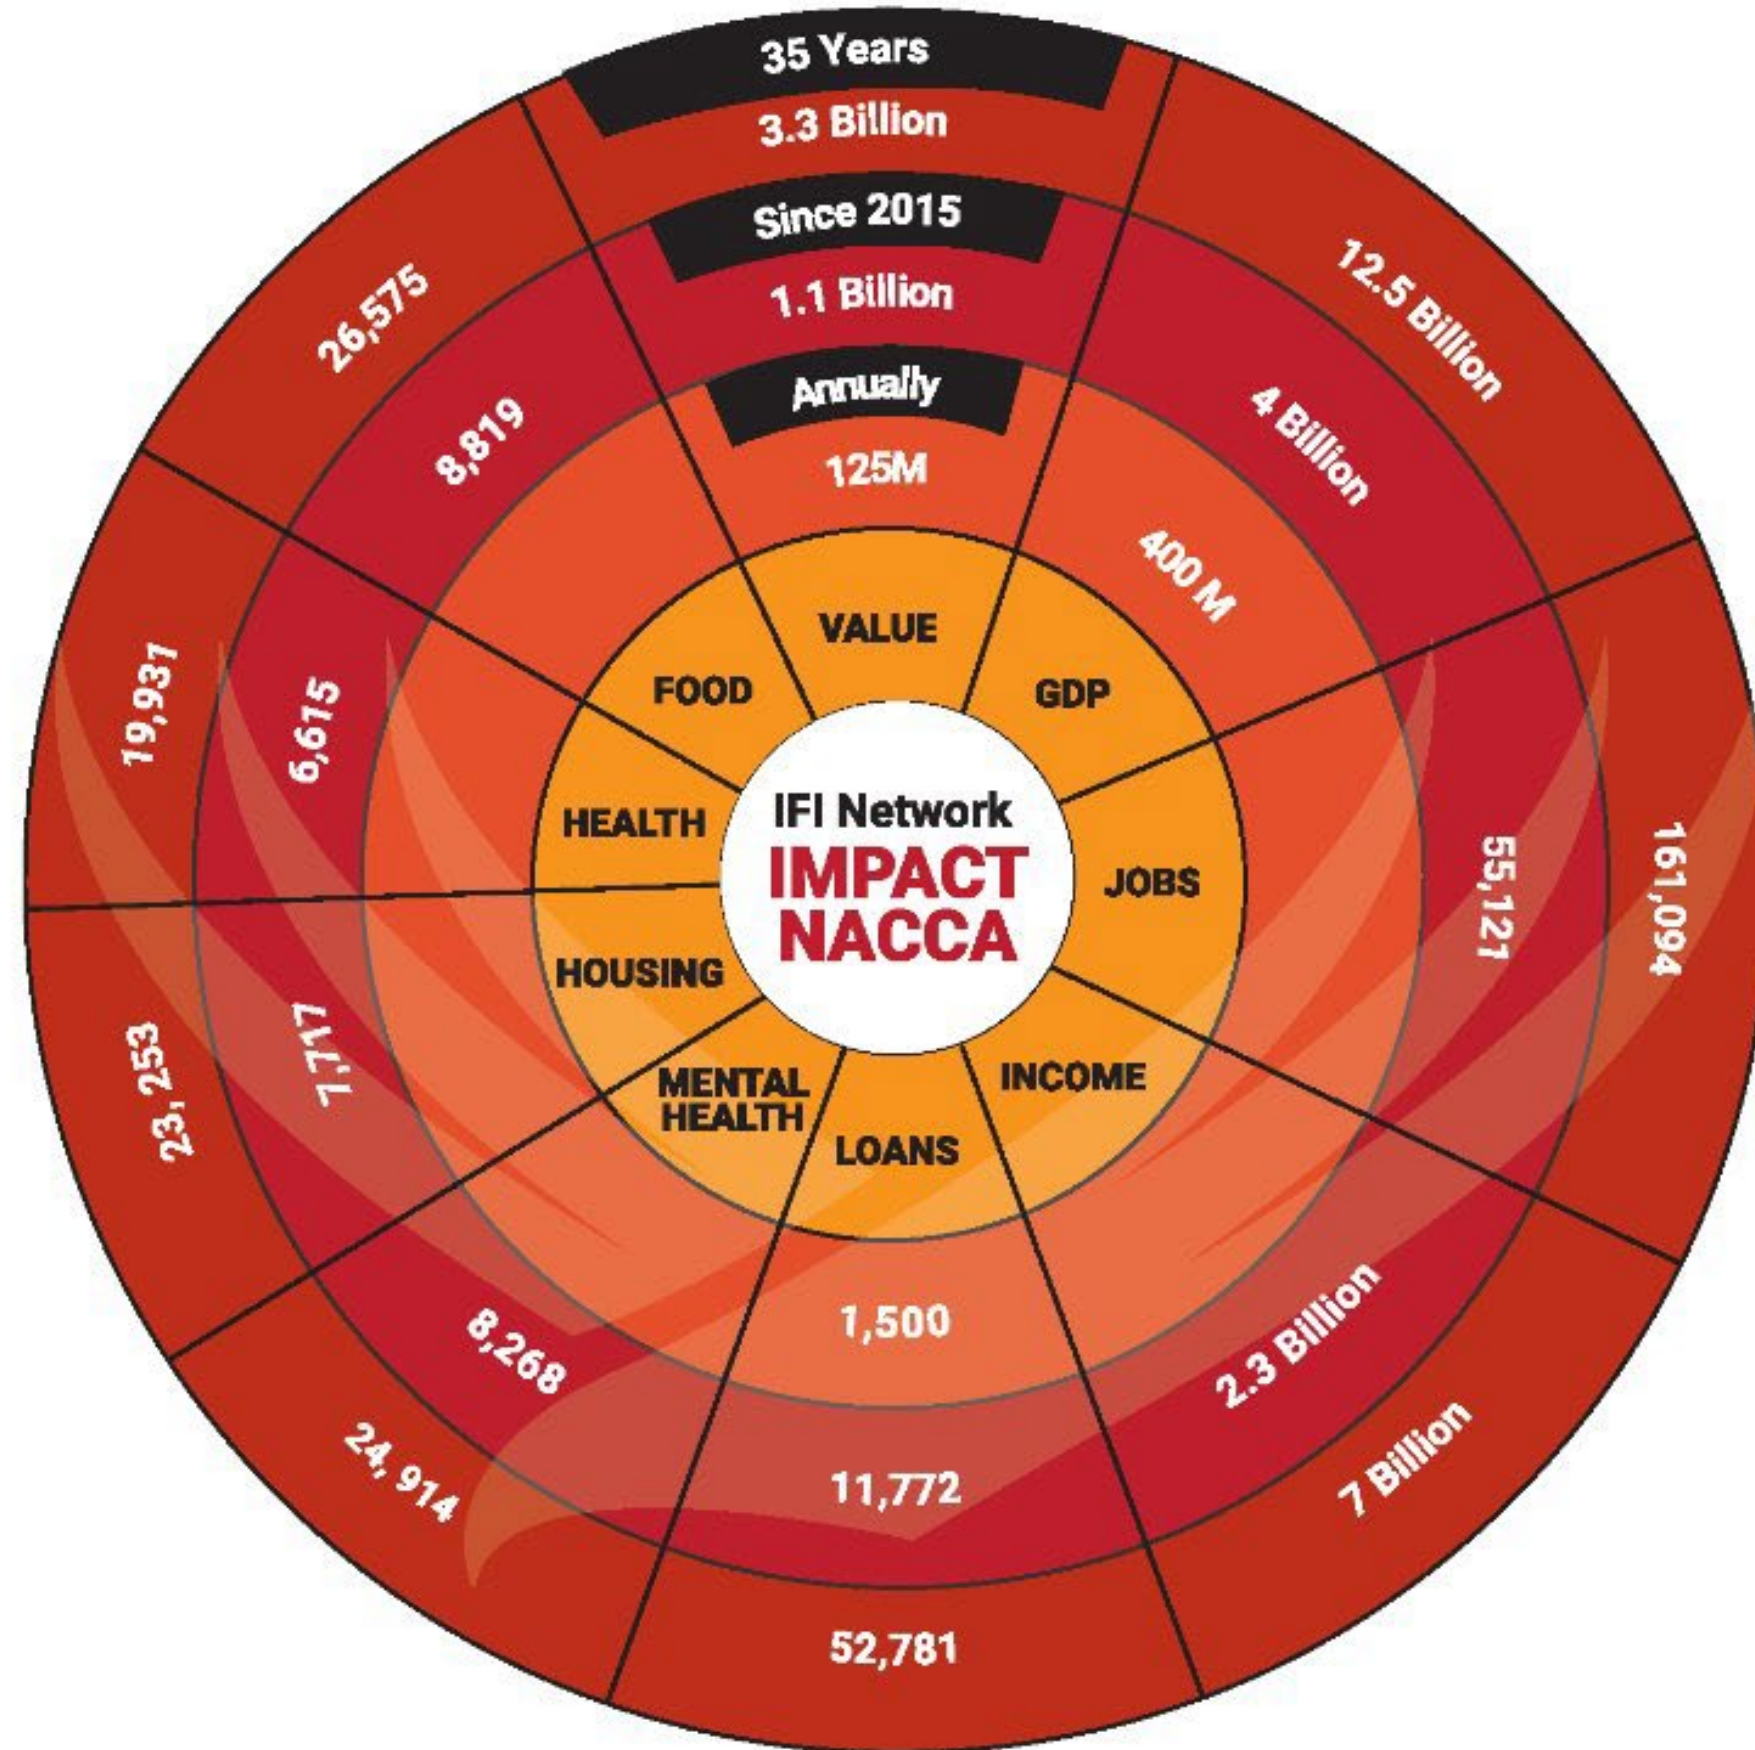 35 Years
3.3 Billion
Since 2015
1.1 Billion
Annually
125M
VALUE
12.5 Billion
4 Billion
400 M
GDP
161,094
55,121
JOBS
7 Billion
2.3 Billion
INCOME
52,781
11,772
1,500
LOANS
24, 914
8,268
MENTAL
HEALTH
23,253
7,717
HOUSING
19,931
6,615
HEALTH
26,575
8,819
FOOD
IFI Network
IMPACT
NACCA